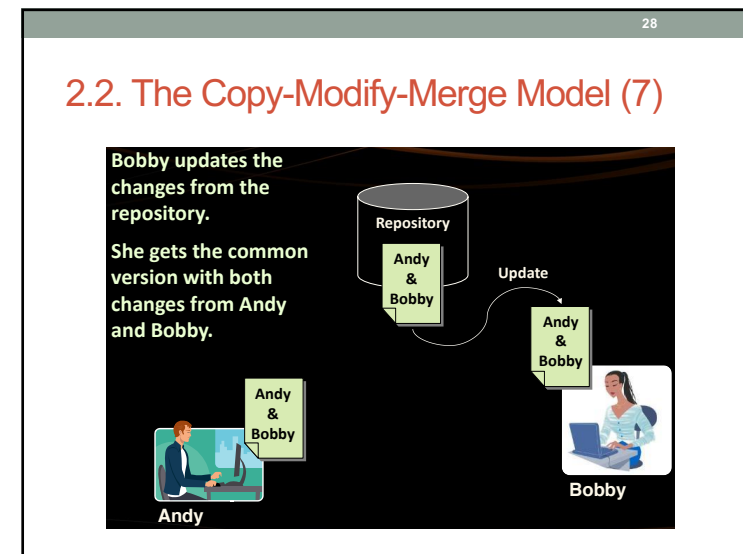 28
2.2. The Copy-Modify-Merge Model (7)
Bobby updates the
changes from the
repository.
She gets the common
version with both
changes from Andy
and Bobby.
Repository
Andy
&
Bobby
Update
Andy
&
Bobby
Andy
&
Bobby
Andy
Bobby